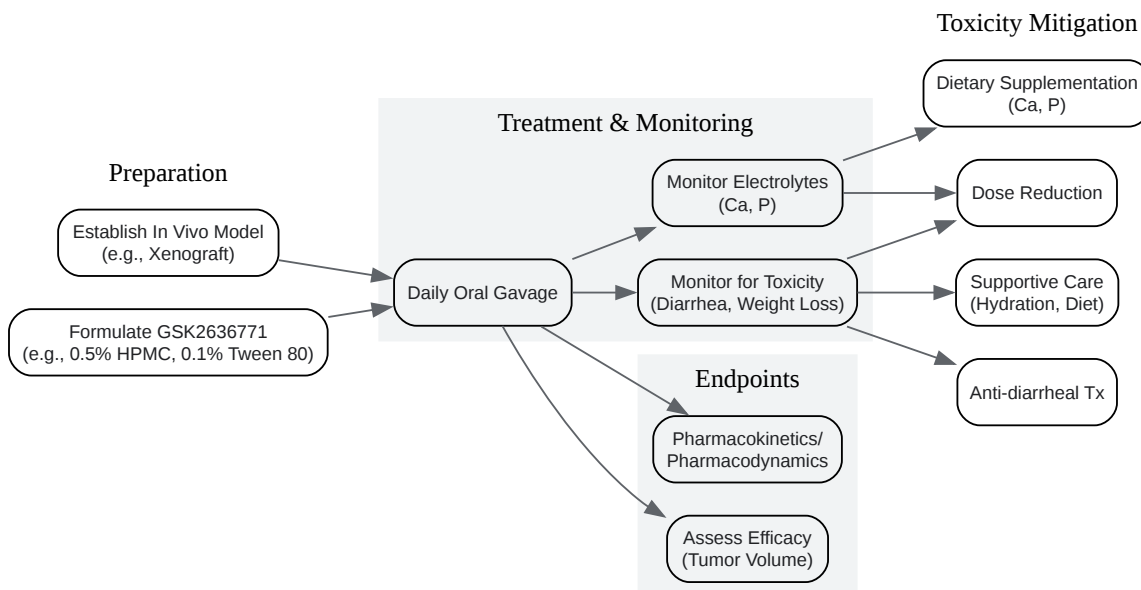 Toxicity Mitigation
Dietary Supplementation
(Ca, P)
Treatment & Monitoring
Preparation
Monitor Electrolytes
(Ca, P)
Dose Reduction
Establish In Vivo Model
(e.g., Xenograft)
Daily Oral Gavage
Monitor for Toxicity
(Diarrhea, Weight Loss)
Supportive Care
(Hydration, Diet)
Formulate GSK2636771
(e.g., 0.5% HPMC, 0.1% Tween 80)
Endpoints
Anti-diarrheal Tx
Pharmacokinetics/
Pharmacodynamics
Assess Efficacy
(Tumor Volume)